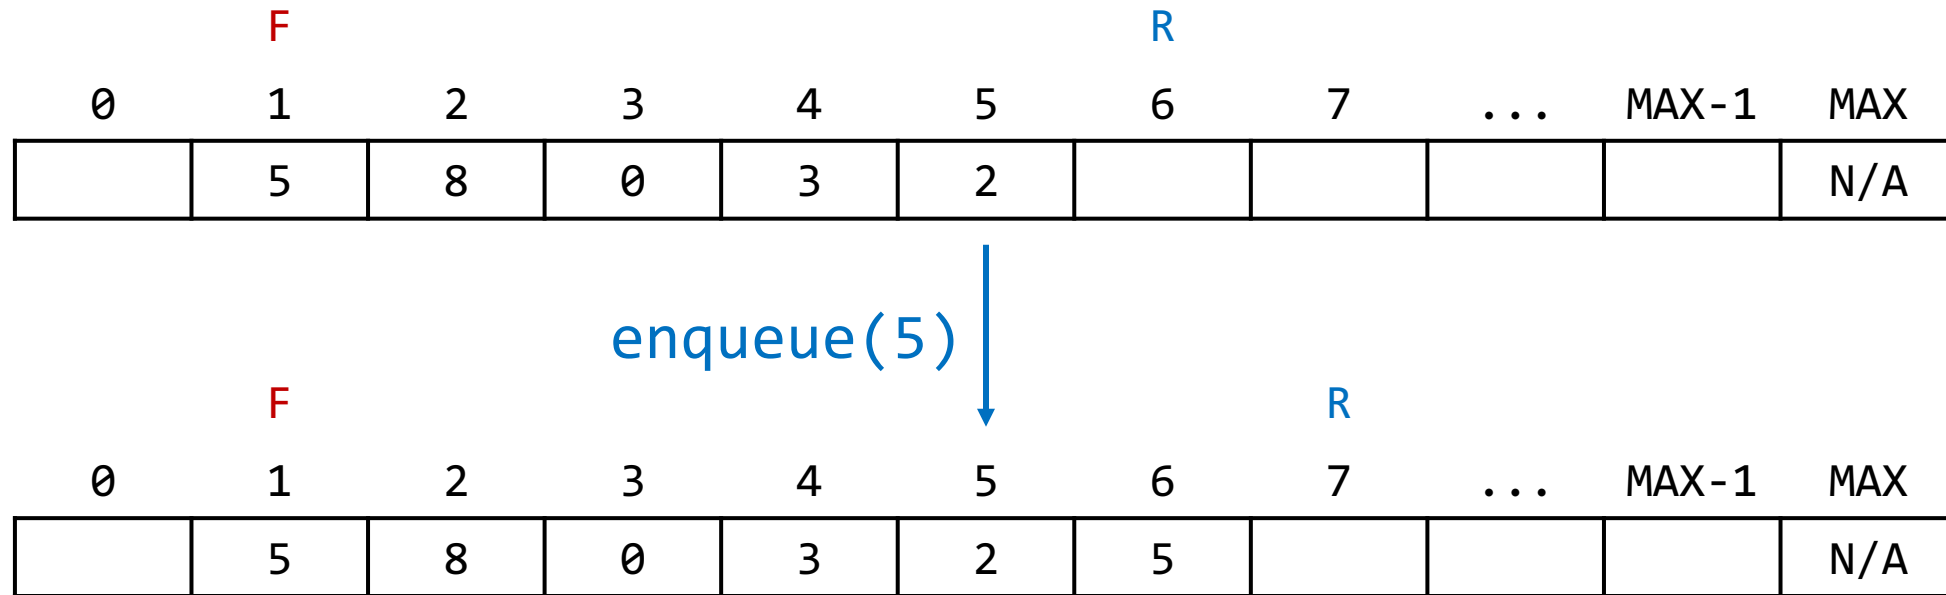 F R
0 1 2 3 4 5 6 7 ... MAX-1 MAX
5 8 0 3 2 N/A
enqueue(5)
F R
0 1 2 3 4 5 6 7 ... MAX-1 MAX
5 8 0 3 2 5 N/A